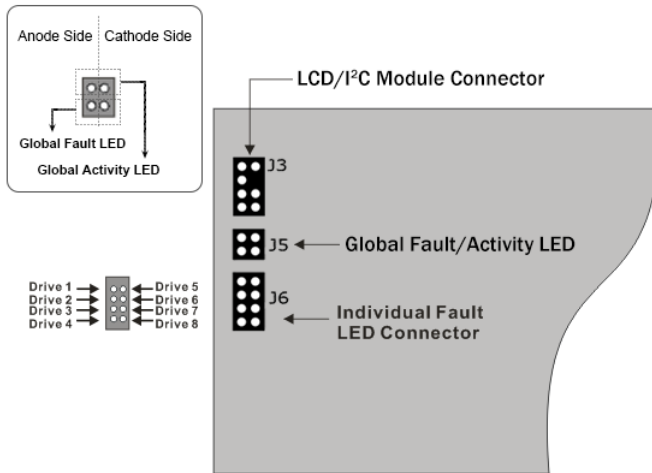 Anode Side Cathode Side
Global Fault LED
Global Activity LED
LCD/I²C Module Connector
J3
J5
Global Fault/Activity LED
J6
Individual Fault
LED Connector
Drive 1
Drive 2
Drive 3
Drive 4
Drive 5
Drive 6
Drive 7
Drive 8